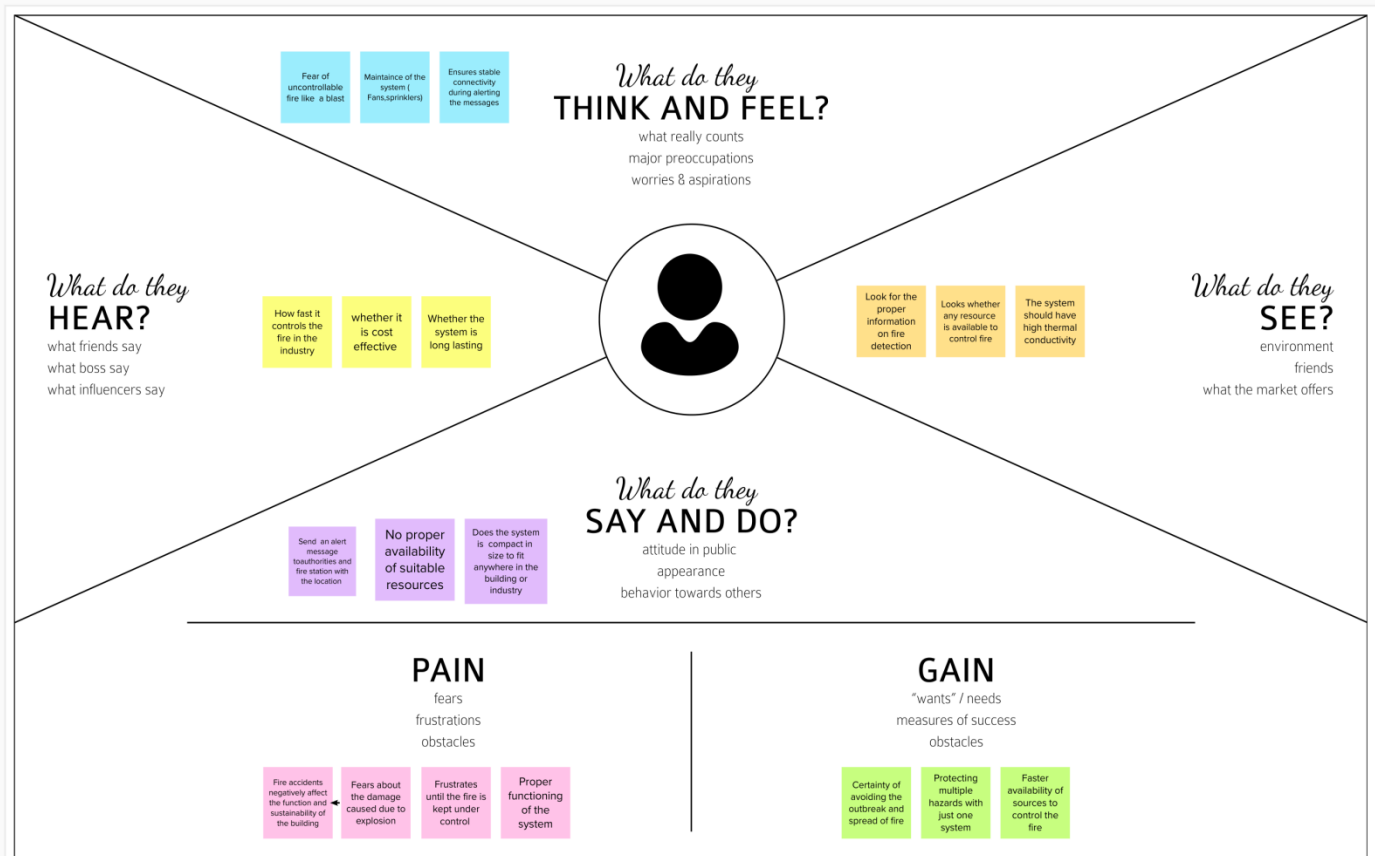 Fear of
uncontrollable
fire like a blast
Maintaince of the
system (
Fans,sprinklers)
Ensures stable
connectivity
during alerting
the messages
What do they
THINK AND FEEL?
what really counts
major preoccupations
worries & aspirations
What do they
HEAR?
what friends say
what boss say
what influencers say
How fast it
controls the
fire in the
industry
whether it
is cost
effective
Whether the
system is
long lasting
Look for the
proper
information
on fire
detection
Looks whether
any resource
is available to
control fire
The system
should have
high thermal
conductivity
What do they
SEE?
environment
friends
what the market offers
What do they
SAY AND DO?
attitude in public
appearance
behavior towards others
Send an alert
message
toauthorities and
fire station with
the location
No proper
availability
of suitable
resources
Does the system
is compact in
size to fit
anywhere in the
building or
industry
PAIN
fears
frustrations
obstacles
Fire accidents
negatively affect
the function and
sustainability of
the building
Fears about
the damage
caused due to
explosion
Frustrates
until the fire is
kept under
control
Proper
functioning
of the
system
GAIN
“wants” / needs
measures of success
obstacles
Certainty of
avoiding the
outbreak and
spread of fire
Protecting
multiple
hazards with
just one
system
Faster
availability of
sources to
control the
fire